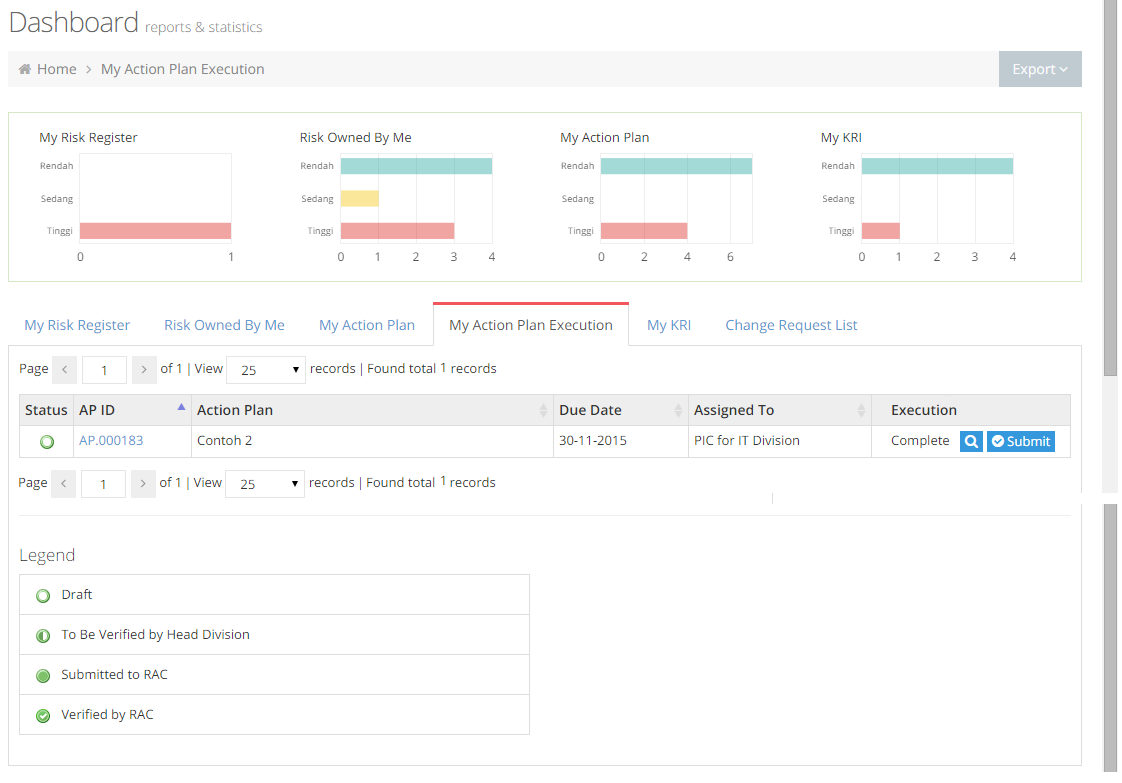 Dashboard reports & statistics
Home > My Action Plan Execution Export
My Risk Register Risk Owned By Me My Action Plan My KRI
Rendah Rendah Rendah Rendah
Sedang Sedang Sedang Sedang
Tinggi Tinggi Tinggi Tinggi
0 1 0 1 2 3 4 0 2 4 6 0 1 2 3 4
My Risk Register Risk Owned By Me My Action Plan My Action Plan Execution My KRI Change Request List
Page < 1 > of 1 | View 25 records | Found total 1 records
Status AP ID Action Plan Due Date Assigned To Execution
AP.000183 Contoh 2 30-11-2015 PIC for IT Division Complete Submit
Page < 1 > of 1 | View 25 records | Found total 1 records
Legend
Draft
To Be Verified by Head Division
Submitted to RAC
Verified by RAC